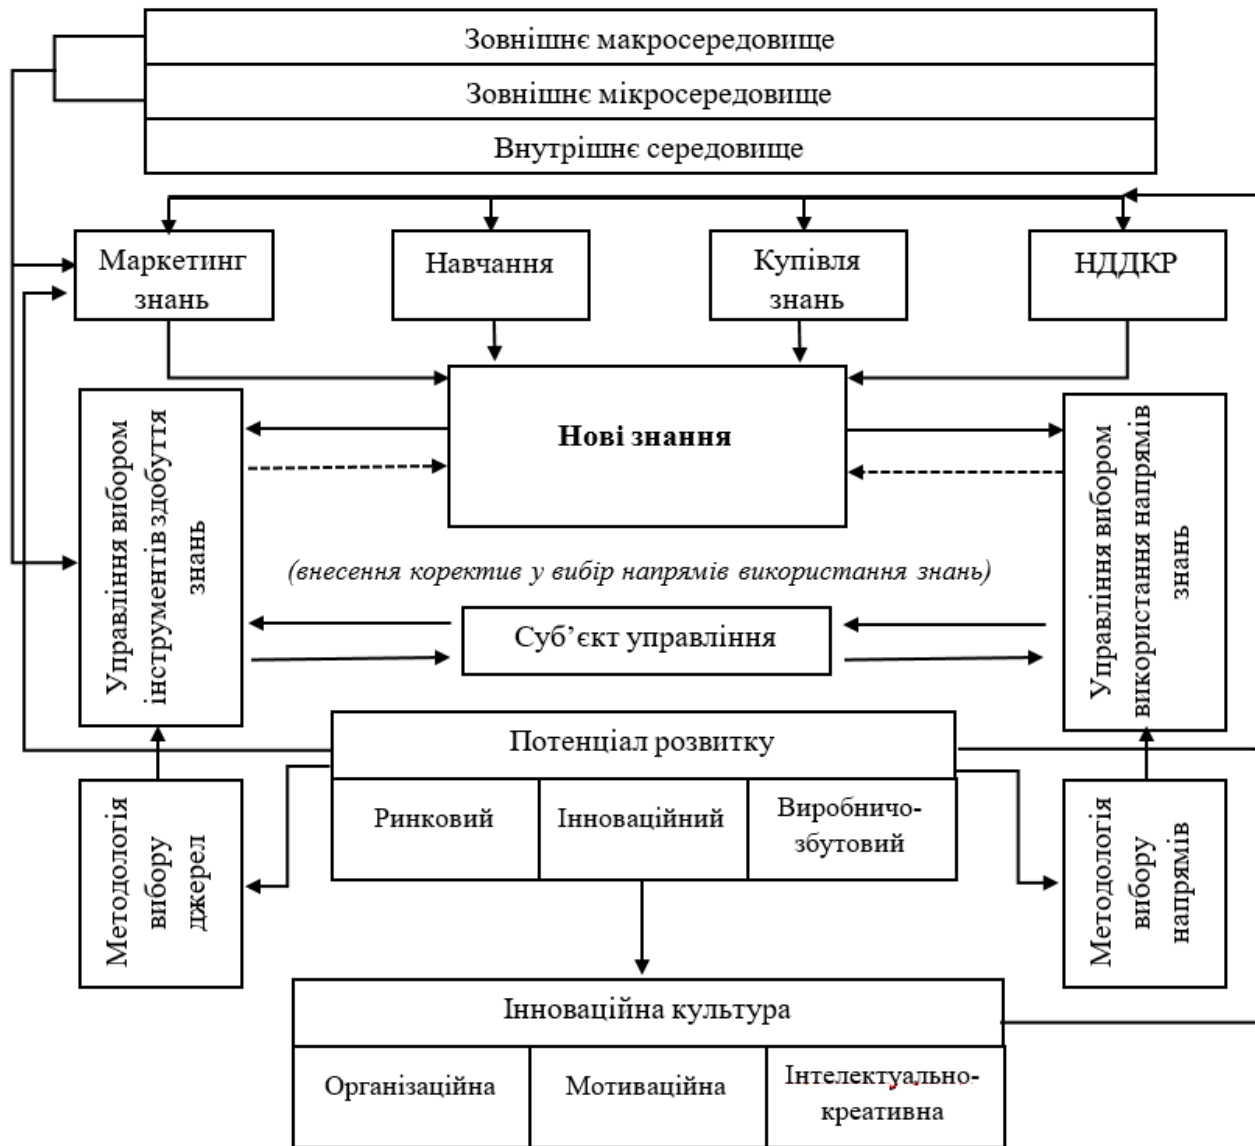 Зовнішнє макросередовище
Зовнішнє мікросередовище
Внутрішнє середовище
Маркетинг
знань
Навчання
Купівля
знань
НДДКР
Нові знання
Управління вибором
інструментів здобуття
знань
Управління вибором
використання напрямів
знань
(внесення коректив у вибір напрямів використання знань)
Суб’єкт управління
Потенціал розвитку
Ринковий
Інноваційний
Виробничо-
збутовий
Методологія
вибору
джерел
Методологія
вибору
напрямів
Інноваційна культура
Організаційна
Мотиваційна
Інтелектуально-
креативна